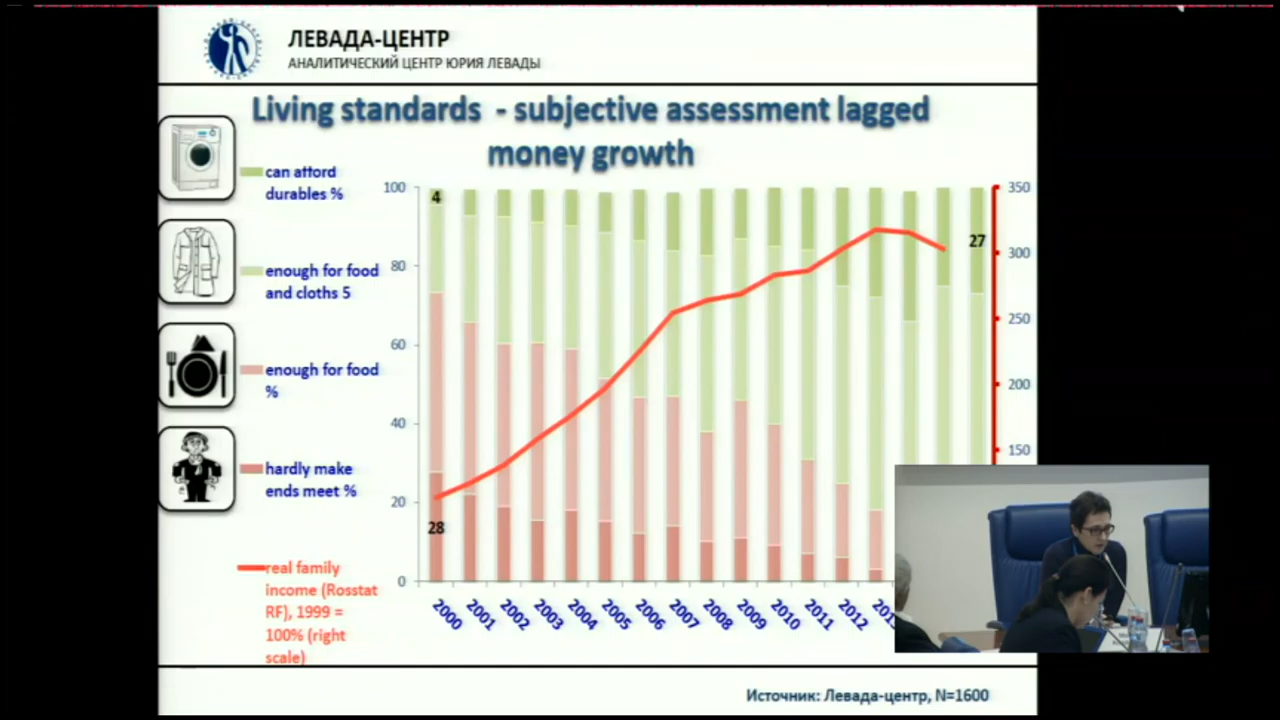 ЛЕВАДА-ЦЕНТР
АНАЛИТИЧЕСКИЙ ЦЕНТР ЮРИЯ ЛЕВАДЫ
Living standards - subjective assessment lagged
money growth
can afford
durables %
enough for food
and cloths 5
enough for food
%
hardly make
ends meet %
real family
income (Rosstat
RF), 1999 =
100% (right
scale)
100
80
60
40
20
0
4
28
27
350
300
250
200
150
2000
2001
2002
2003
2004
2005
2006
2007
2008
2009
2010
2011
2012
Источник: Левада-центр, N=1600